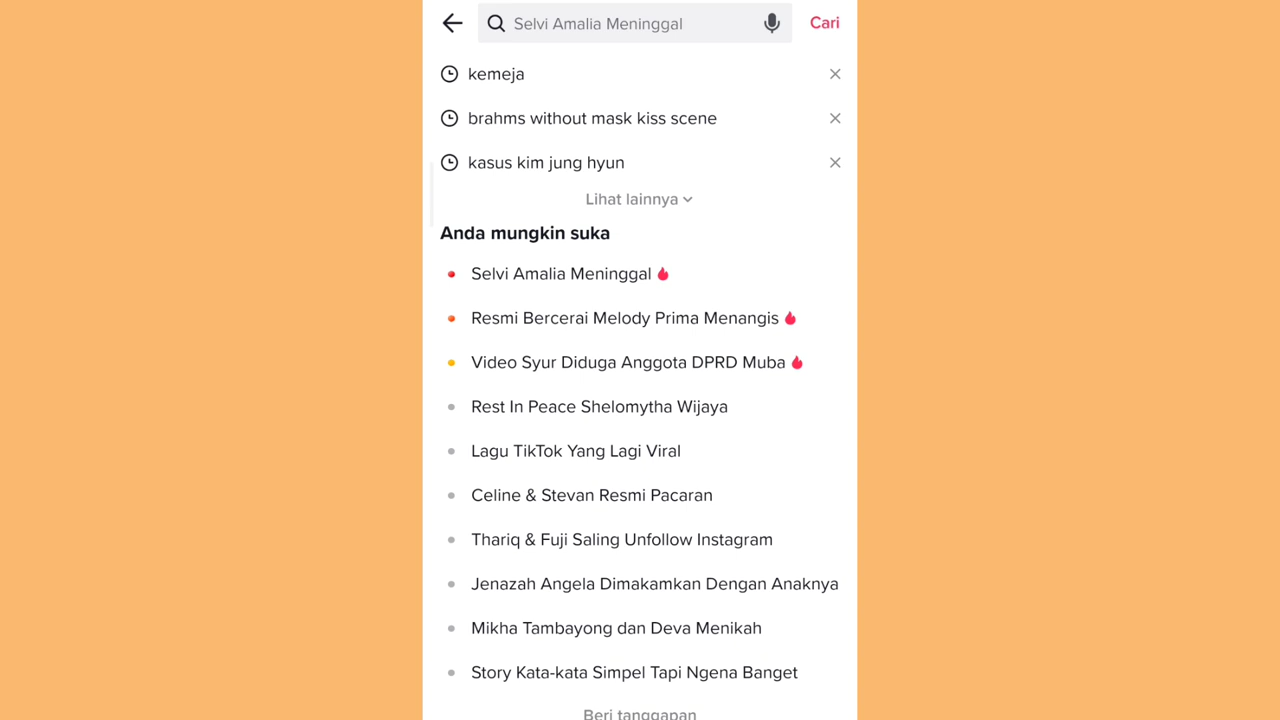 Selvi Amalia Meninggal
Cari
kemeja
brahms without mask kiss scene
kasus kim jung hyun
Lihat lainnya
Anda mungkin suka
Selvi Amalia Meninggal
Resmi Bercerai Melody Prima Menangis
Video Syur Diduga Anggota DPRD Muba
Rest In Peace Shelomytha Wijaya
Lagu TikTok Yang Lagi Viral
Celine & Stevan Resmi Pacaran
Thariq & Fuji Saling Unfollow Instagram
Jenazah Angela Dimakamkan Dengan Anaknya
Mikha Tambayong dan Deva Menikah
Story Kata-kata Simpel Tapi Ngena Banget
Beri tanggapan